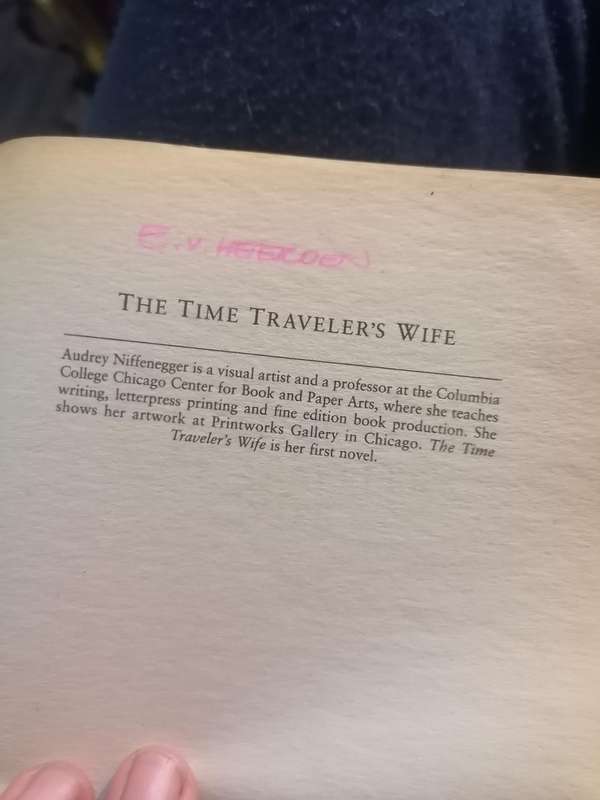 E. V. HEERDEN
THE TIME TRAVELER'S WIFE
Audrey Niffenegger is a visual artist and a professor at the Columbia
College Chicago Center for Book and Paper Arts, where she teaches
writing, letterpress printing and fine edition book production. She
shows her artwork at Printworks Gallery in Chicago. The Time
Traveler's Wife is her first novel.